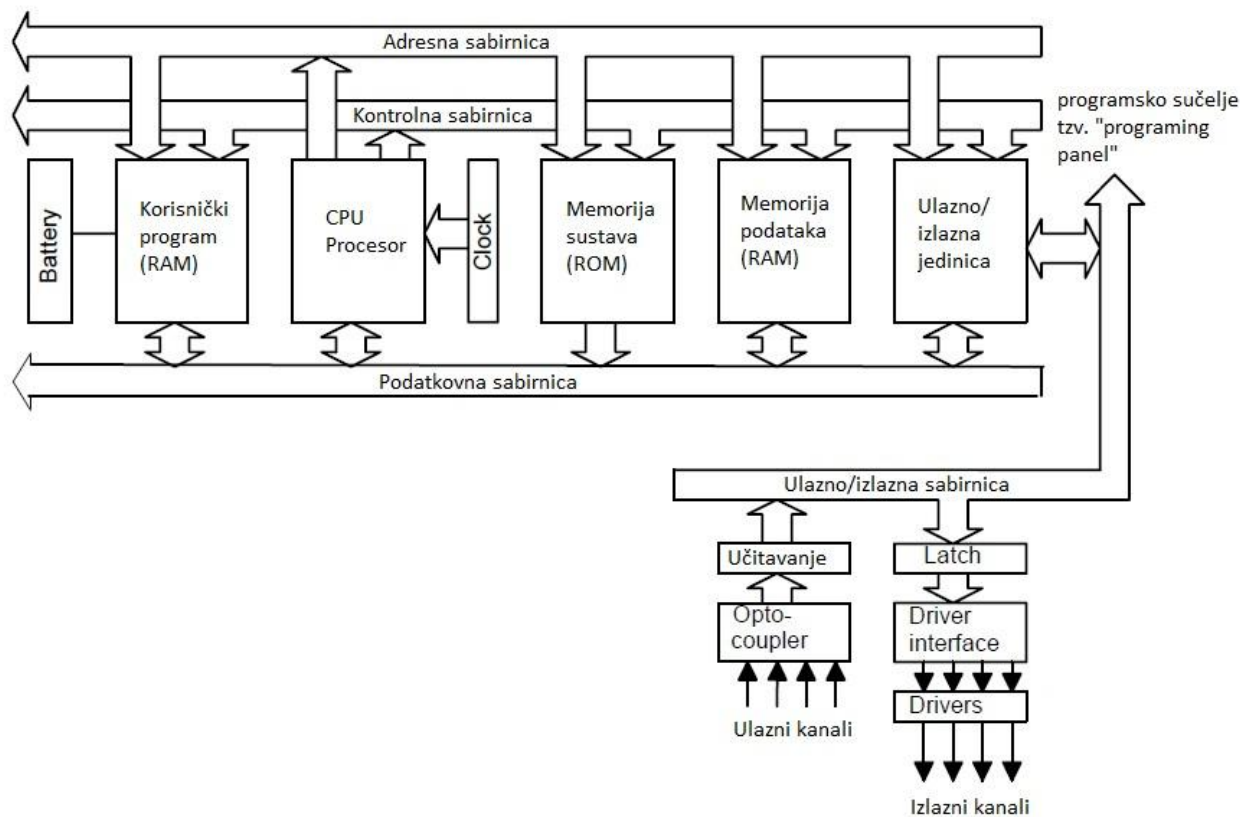 Adresna sabirnica
Kontrolna sabirnica
programsko sučelje
tzv. "programing
panel"
Battery
Korisnički
program
(RAM)
CPU
Procesor
Clock
Memorija
sustava
(ROM)
Memorija
podataka
(RAM)
Ulazno/
izlazna
jedinica
Podatkovna sabirnica
Ulazno/izlazna sabirnica
Učitavanje
Latch
Opto-
coupler
Driver
interface
Drivers
Ulazni kanali
Izlazni kanali